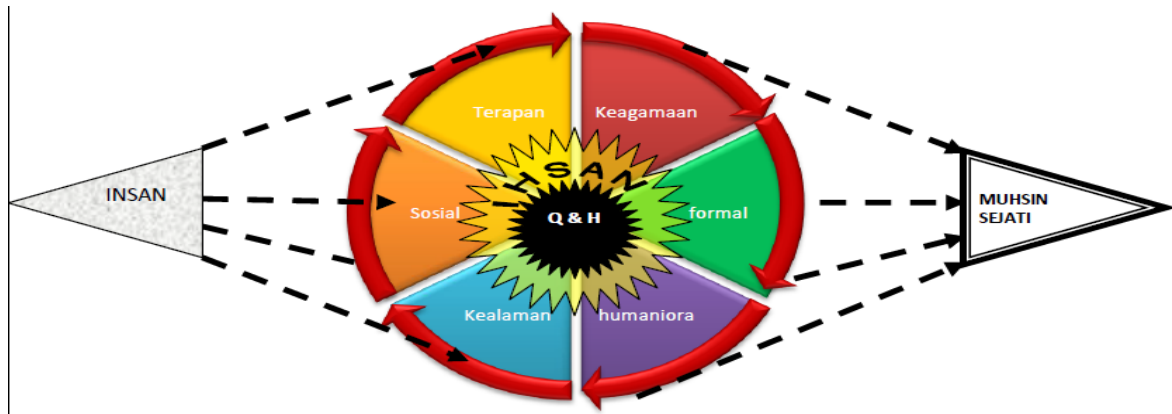 Terapan
Keagamaan
INSAN
IHSAN
Sosial
Q & H
formal
MUHSIN
SEJATI
Kealaman
humaniora